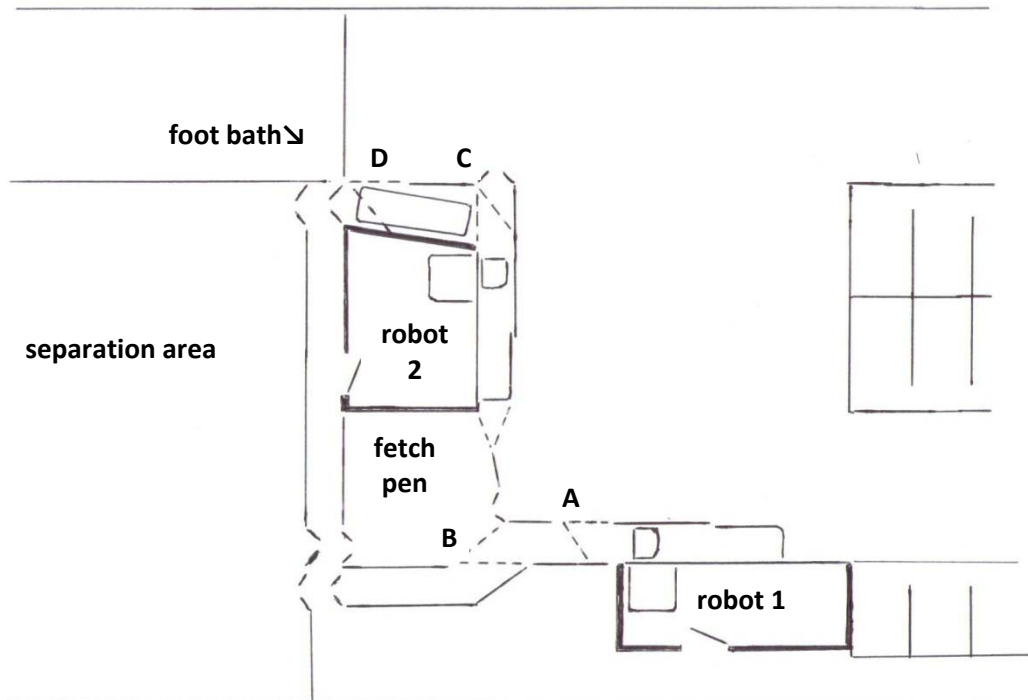 foot bath↘
D
C
separation area
robot
2
fetch
pen
A
B
robot 1